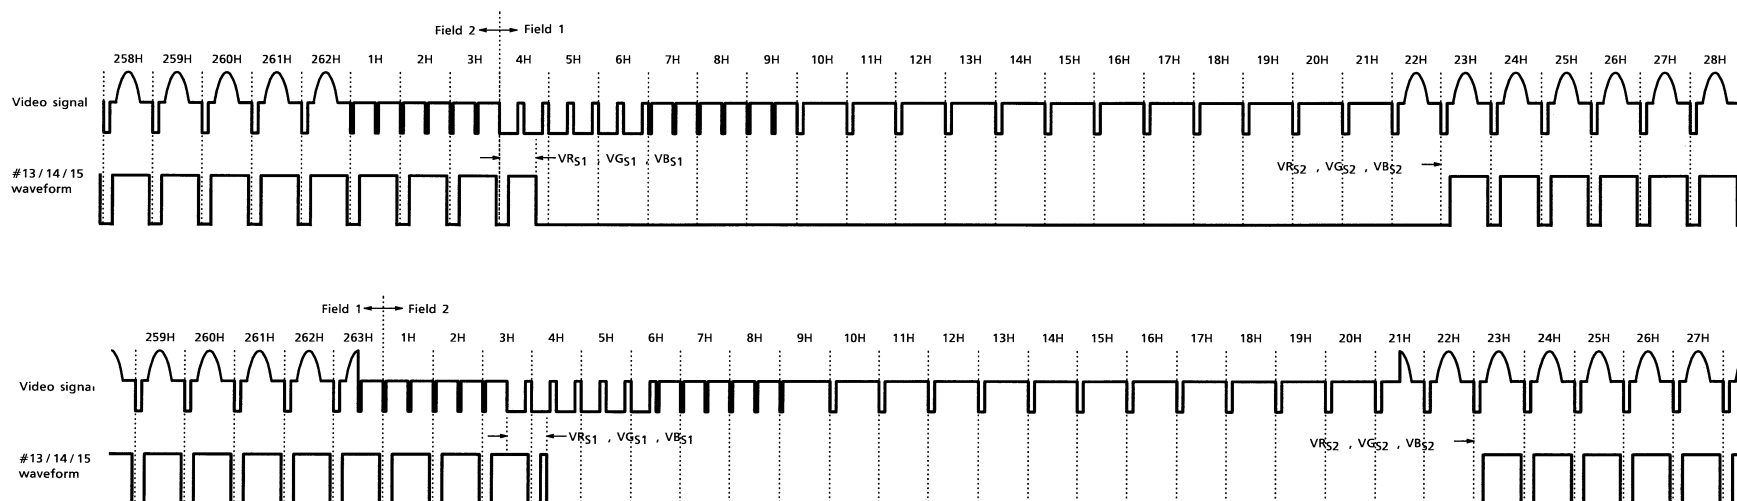 Field 2 Field 1
258H 259H 260H 261H 262H 1H 2H 3H 4H 5H 6H 7H 8H 9H 10H 11H 12H 13H 14H 15H 16H 17H 18H 19H 20H 21H 22H 23H 24H 25H 26H 27H 28H
Video signal
VRS1 , VGS1 , VBS1
VRS2 , VGS2 , VBS2
#13 / 14 / 15
waveform
Field 1 Field 2
259H 260H 261H 262H 263H 1H 2H 3H 4H 5H 6H 7H 8H 9H 10H 11H 12H 13H 14H 15H 16H 17H 18H 19H 20H 21H 22H 23H 24H 25H 26H 27H
Video signal
VRS1 , VGS1 , VBS1
VRS2 , VGS2 , VBS2
#13 / 14 / 15
waveform